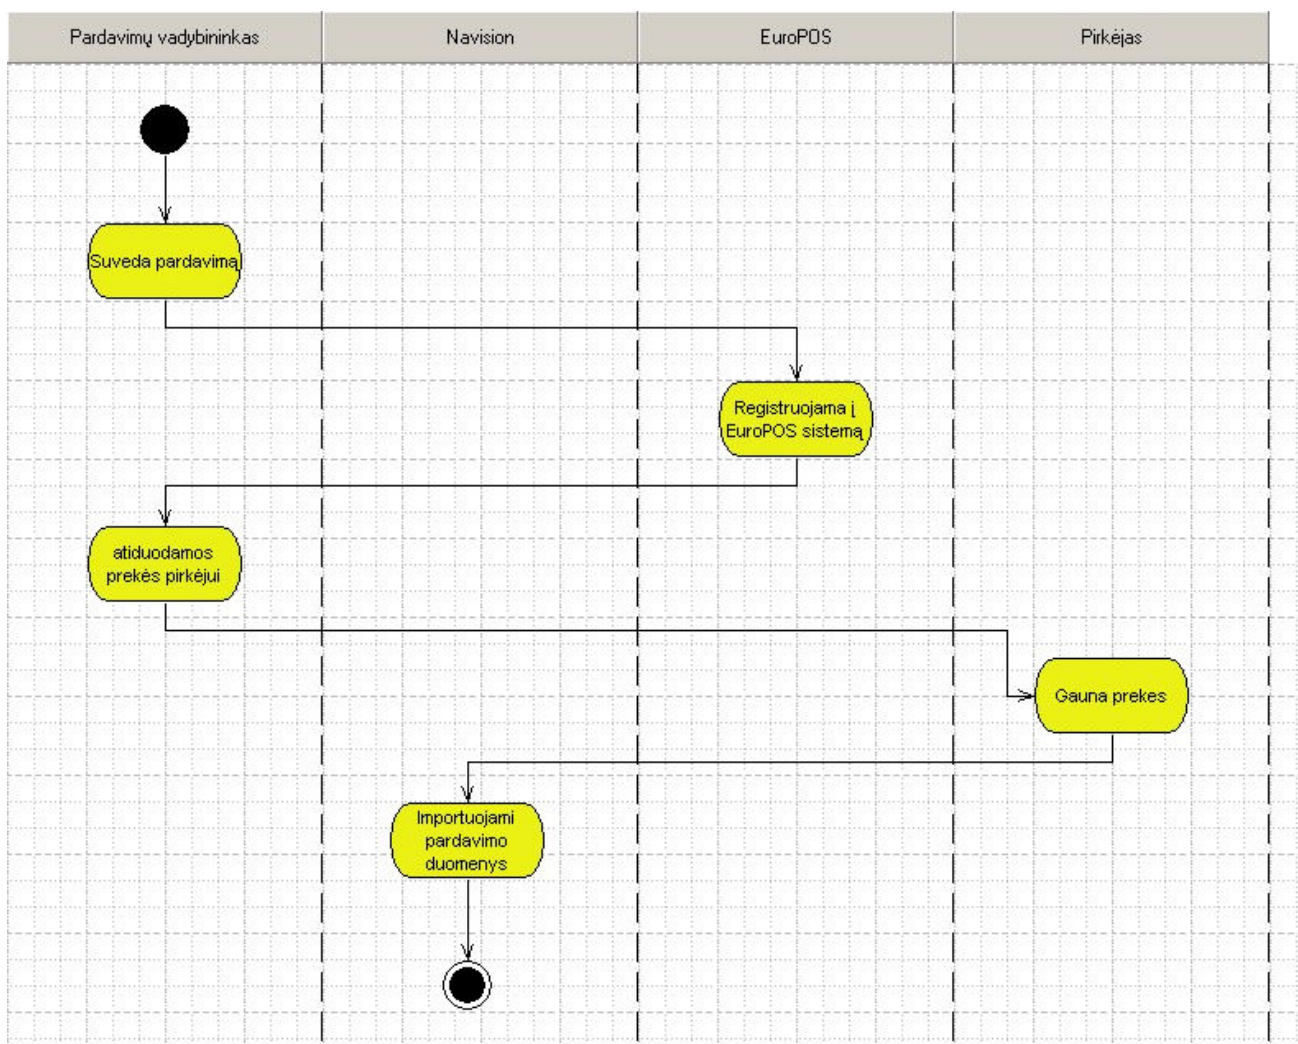 Pardavimų vadybininkas
Navision
EuroPOS
Pirkėjas
Suveda pardavimą
Registruojama į
EuroPOS sistemą
atiduodamos
prekės pirkėjui
Gauna prekes
Importuojami
pardavimo
duomenys